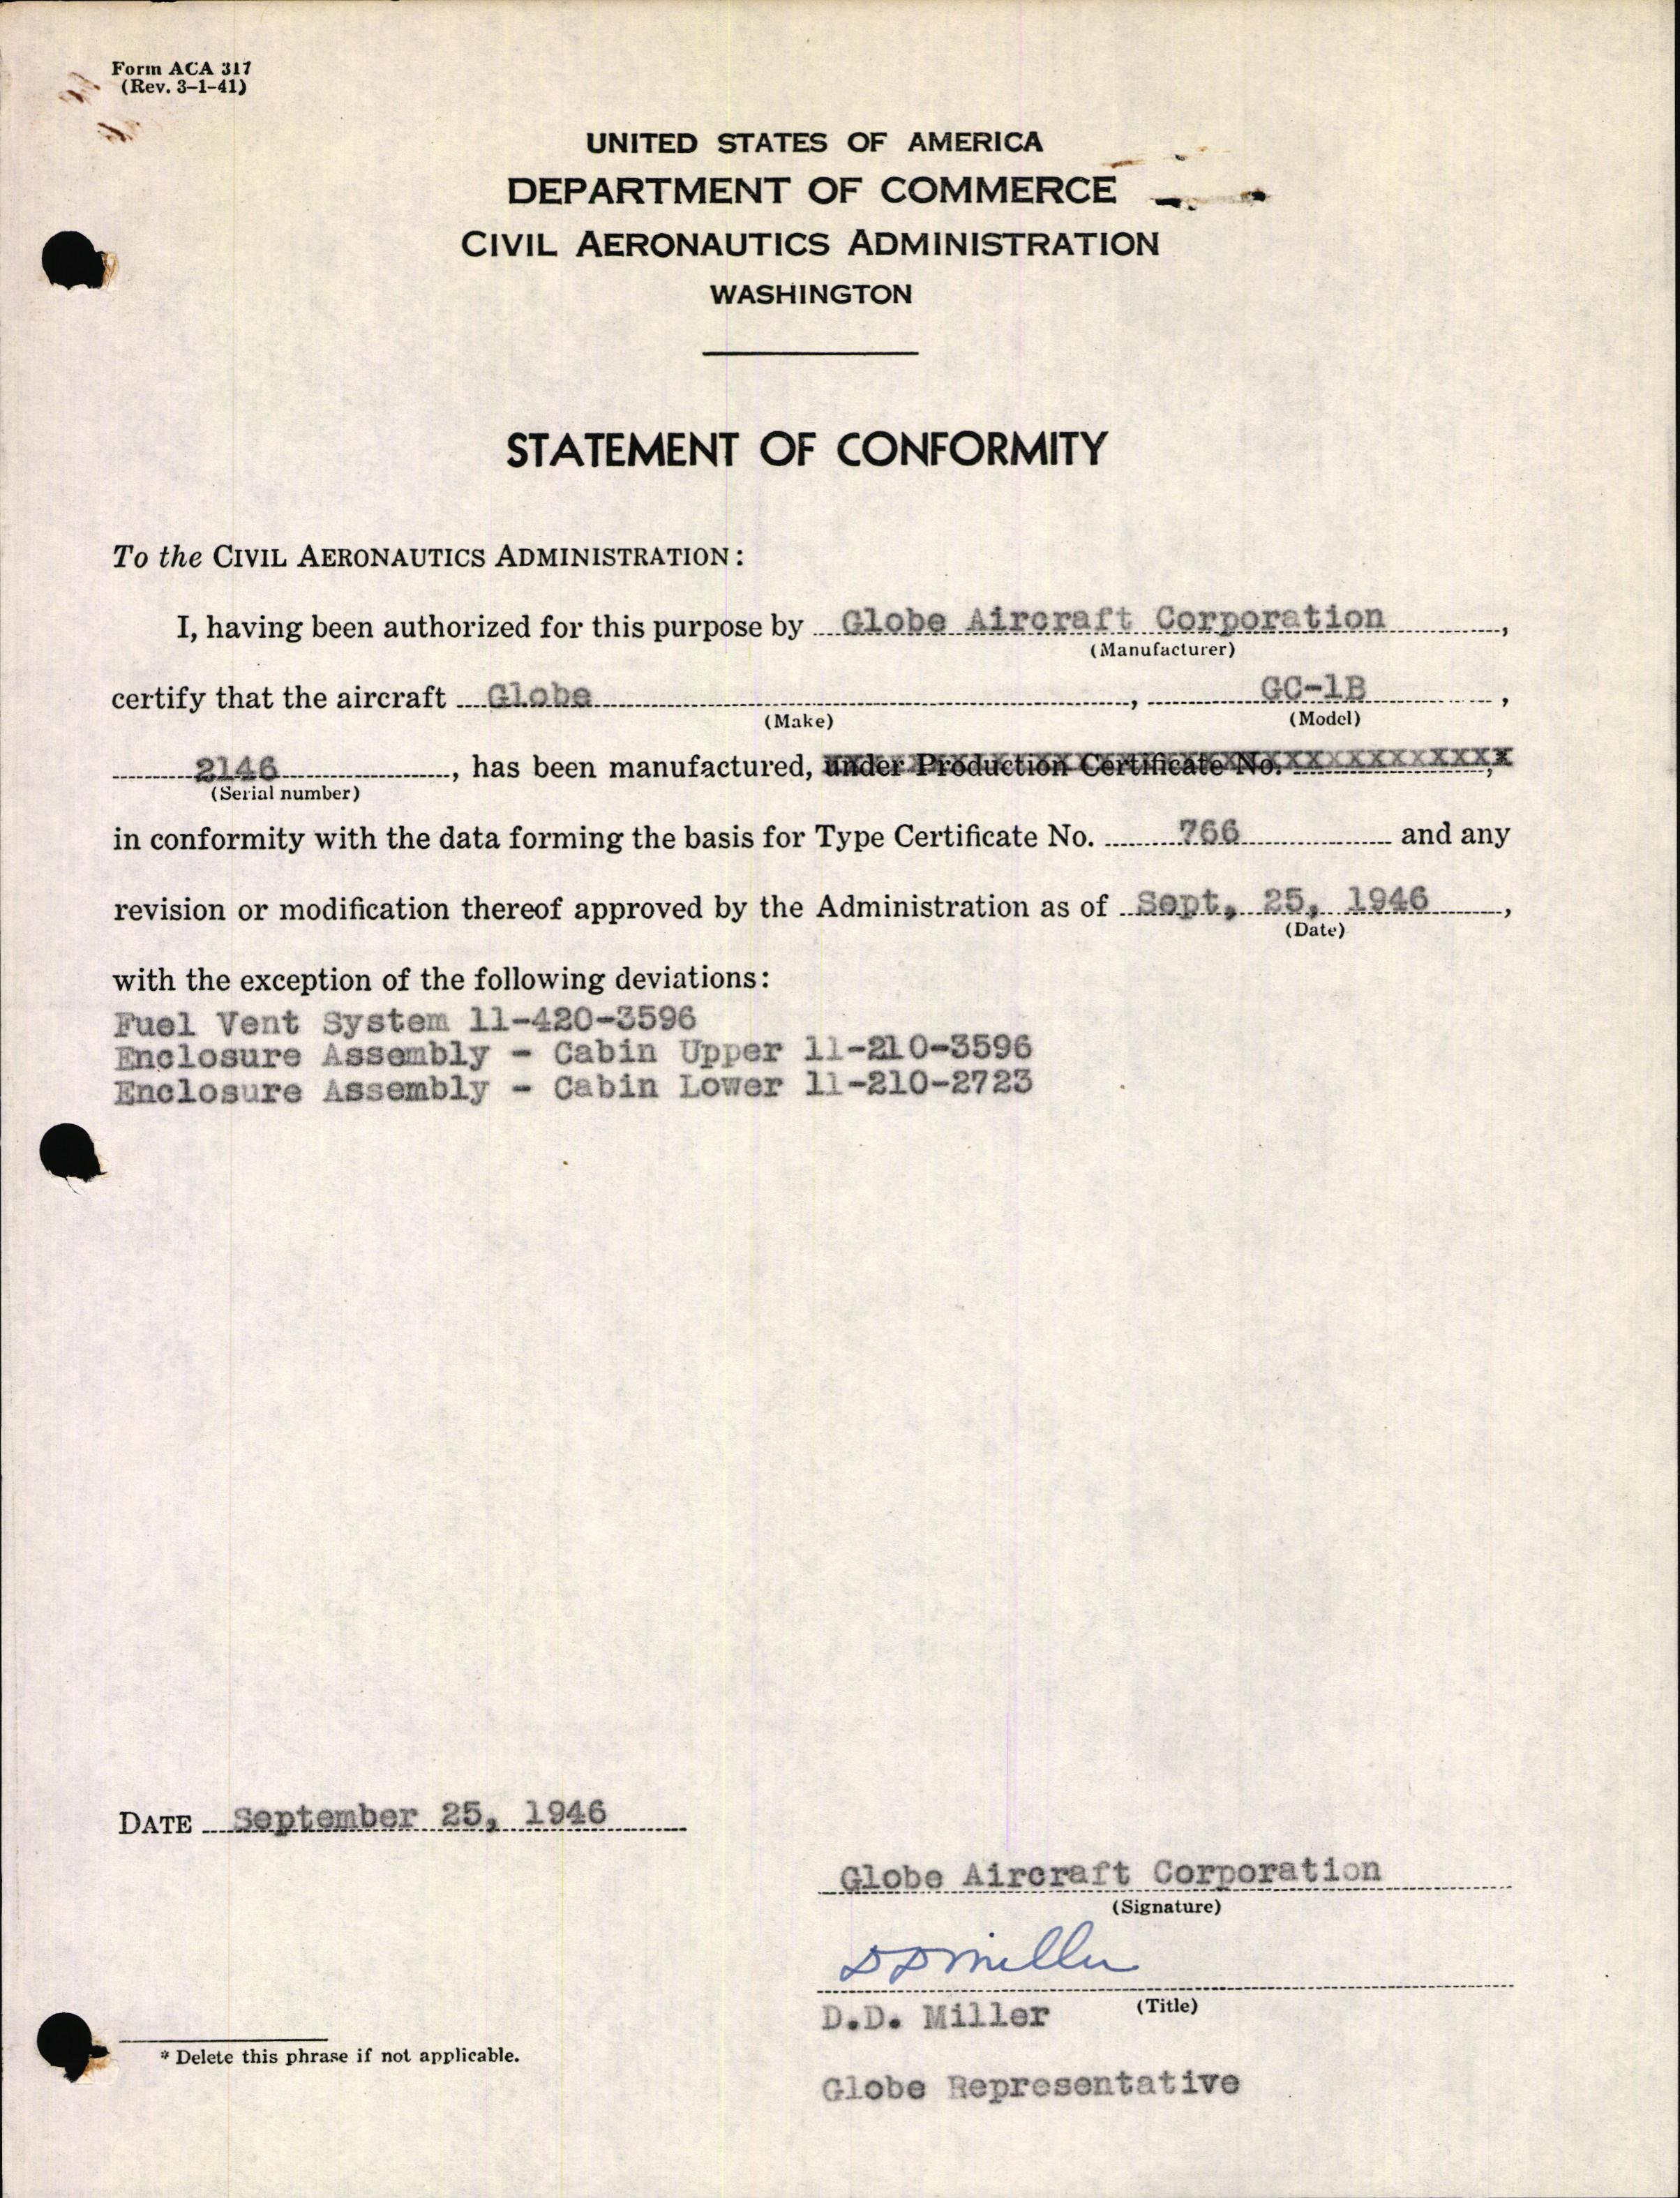 Form ACA 317
(Rev. 3-1-41)
UNITED STATES OF AMERICA
DEPARTMENT OF COMMERCE
CIVIL AERONAUTICS ADMINISTRATION
WASHINGTON
STATEMENT OF CONFORMITY
To the CIVIL AERONAUTICS ADMINISTRATION:
I, having been authorized for this purpose by Globe Aircraft Corporation,
(Manufacturer)
certify that the aircraft Globe, GC-1B,
(Make) (Model)
2146, has been manufactured, under Production Certificate No. XXXXXXXXXXXXX,
(Serial number)
in conformity with the data forming the basis for Type Certificate No. 766 and any
revision or modification thereof approved by the Administration as of Sept. 25, 1946,
(Date)
with the exception of the following deviations:
Fuel Vent System 11-420-3596
Enclosure Assembly - Cabin Upper 11-210-3596
Enclosure Assembly - Cabin Lower 11-210-2723
DATE September 25, 1946
Globe Aircraft Corporation
(Signature)
DDMiller
D.D. Miller (Title)
* Delete this phrase if not applicable.
Globe Representative